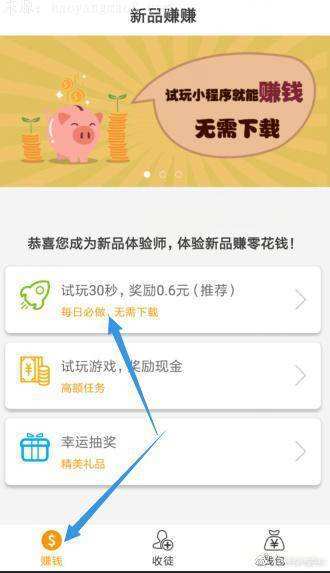 新品赚赚
试玩小程序就能赚钱
无需下载
恭喜您成为新品体验师，体验新品赚零花钱！
试玩30秒，奖励0.6元（推荐）
每日必做，无需下载
试玩游戏，奖励现金
高额任务
幸运抽奖
精美礼品
赚钱
收徒
钱包